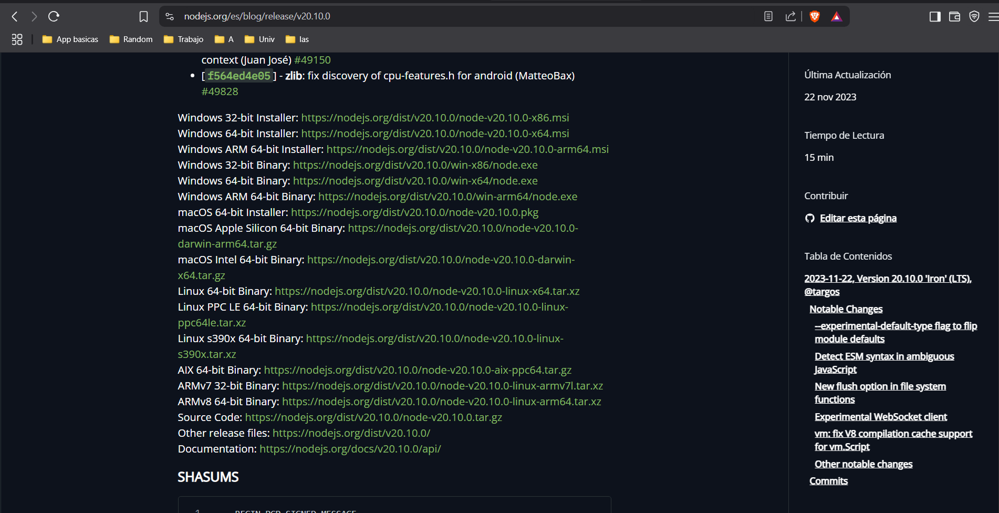 nodejs.org/es/blog/release/v20.10.0
App basicas
Random
Trabajo
A
Univ
Ias
context (Juan José) #49150
[f564ed4e05] - zlib: fix discovery of cpu-features.h for android (MatteoBax)
#49828
Windows 32-bit Installer: https://nodejs.org/dist/v20.10.0/node-v20.10.0-x86.msi
Windows 64-bit Installer: https://nodejs.org/dist/v20.10.0/node-v20.10.0-x64.msi
Windows ARM 64-bit Installer: https://nodejs.org/dist/v20.10.0/node-v20.10.0-arm64.msi
Windows 32-bit Binary: https://nodejs.org/dist/v20.10.0/win-x86/node.exe
Windows 64-bit Binary: https://nodejs.org/dist/v20.10.0/win-x64/node.exe
Windows ARM 64-bit Binary: https://nodejs.org/dist/v20.10.0/win-arm64/node.exe
macOS 64-bit Installer: https://nodejs.org/dist/v20.10.0/node-v20.10.0.pkg
macOS Apple Silicon 64-bit Binary: https://nodejs.org/dist/v20.10.0/node-v20.10.0-
darwin-arm64.tar.gz
macOS Intel 64-bit Binary: https://nodejs.org/dist/v20.10.0/node-v20.10.0-darwin-
x64.tar.gz
Linux 64-bit Binary: https://nodejs.org/dist/v20.10.0/node-v20.10.0-linux-x64.tar.xz
Linux PPC LE 64-bit Binary: https://nodejs.org/dist/v20.10.0/node-v20.10.0-linux-
ppc64le.tar.xz
Linux s390x 64-bit Binary: https://nodejs.org/dist/v20.10.0/node-v20.10.0-linux-
s390x.tar.xz
AIX 64-bit Binary: https://nodejs.org/dist/v20.10.0/node-v20.10.0-aix-ppc64.tar.gz
ARMv7 32-bit Binary: https://nodejs.org/dist/v20.10.0/node-v20.10.0-linux-armv7l.tar.xz
ARMv8 64-bit Binary: https://nodejs.org/dist/v20.10.0/node-v20.10.0-linux-arm64.tar.xz
Source Code: https://nodejs.org/dist/v20.10.0/node-v20.10.0.tar.gz
Other release files: https://nodejs.org/dist/v20.10.0/
Documentation: https://nodejs.org/docs/v20.10.0/api/
SHASUMS
1 -----BEGIN PGP SIGNED MESSAGE-----
Última Actualización
22 nov 2023
Tiempo de Lectura
15 min
Contribuir
Editar esta página
Tabla de Contenidos
2023-11-22, Version 20.10.0 'Iron' (LTS),
@targos
Notable Changes
--experimental-default-type flag to flip
module defaults
Detect ESM syntax in ambiguous
JavaScript
New flush option in file system
functions
Experimental WebSocket client
vm: fix V8 compilation cache support
for vm.Script
Other notable changes
Commits